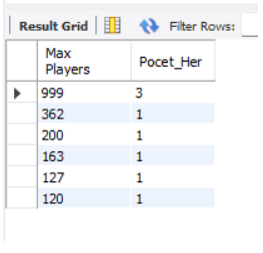 Result Grid Filter Rows:
Max
Players Pocet_Her
999 3
362 1
200 1
163 1
127 1
120 1